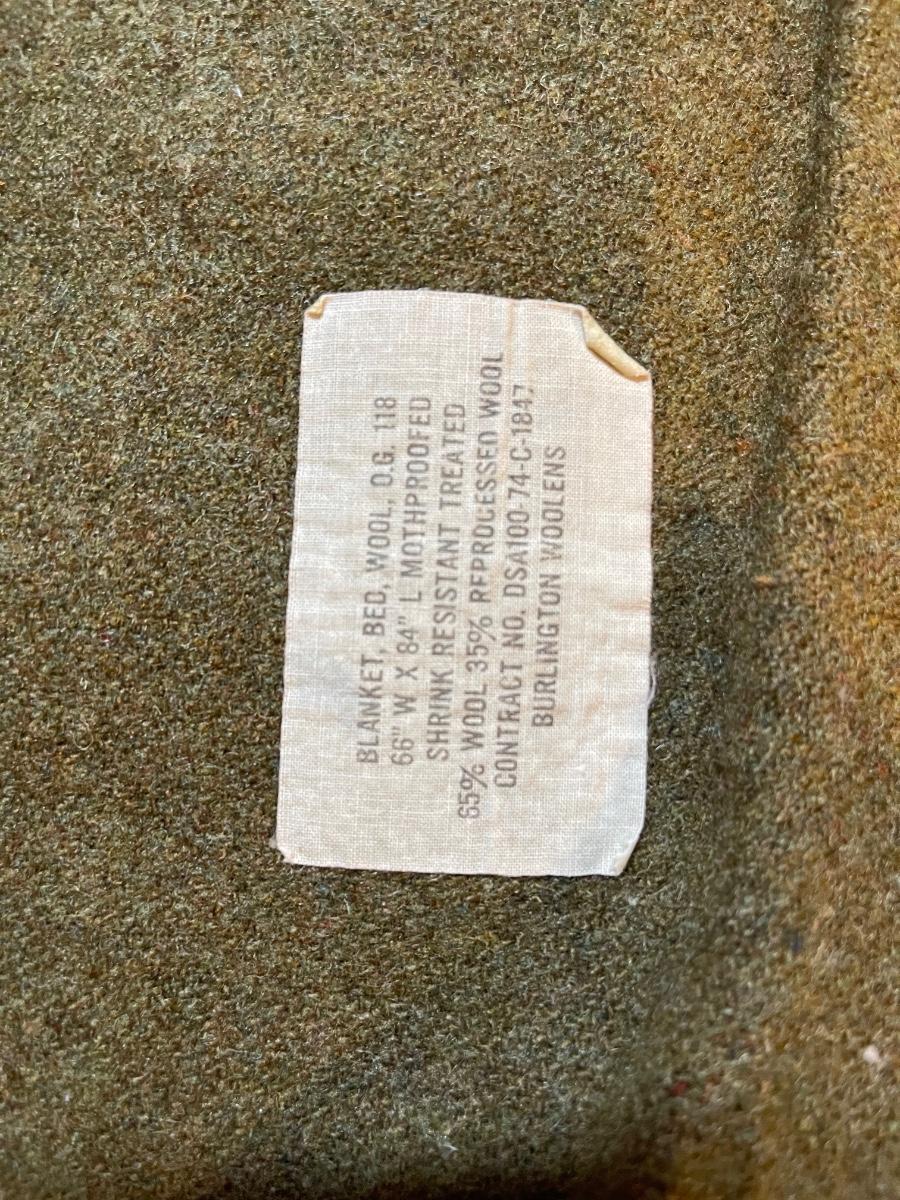 BLANKET, BED, WOOL, O.G. 118
66" W X 84" L MOTHPROOFED
SHRINK RESISTANT TREATED
65% WOOL 35% REPROCESSED WOOL
CONTRACT NO. DSA100-74-C-1847
BURLINGTON WOOLENS